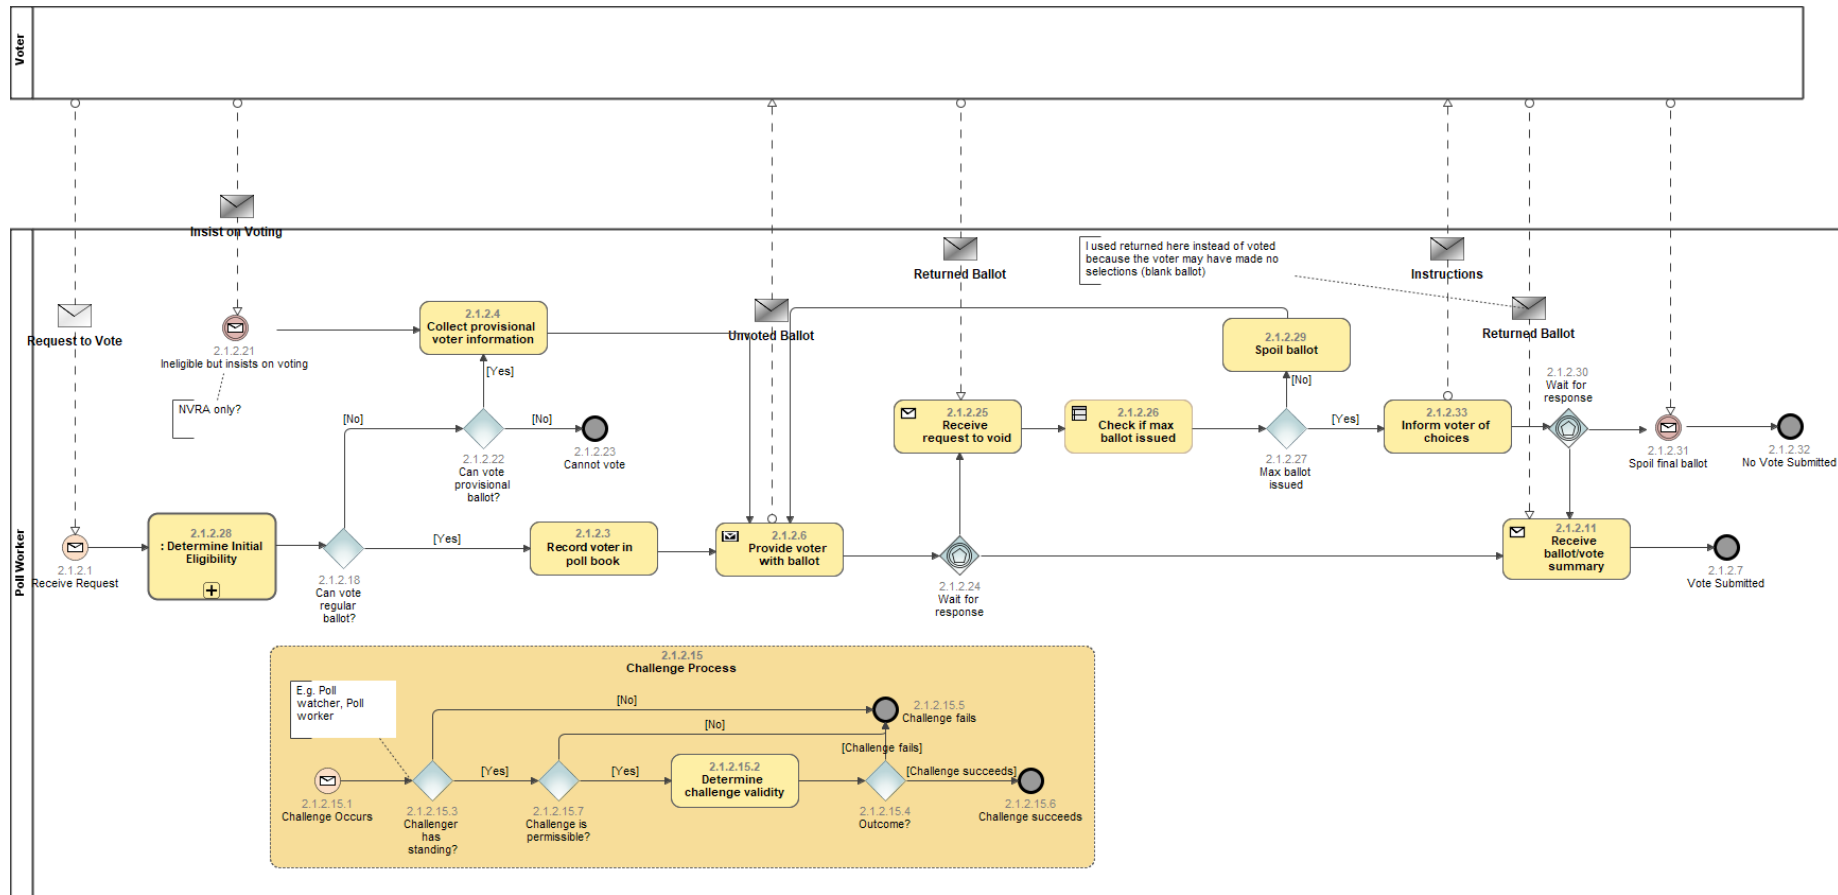 Voter
Insist on Voting
Request to Vote
2.1.2.21
Ineligible but insists on voting
NVRA only?
2.1.2.4
Collect provisional
voter information
[Yes]
[No]
[No]
2.1.2.22
Can vote
provisional
ballot?
2.1.2.23
Cannot vote
Unvoted Ballot
Returned Ballot
I used returned here instead of voted
because the voter may have made no
selections (blank ballot)
Instructions
Returned Ballot
2.1.2.29
Spoil ballot
[No]
2.1.2.25
Receive
request to void
2.1.2.26
Check if max
ballot issued
2.1.2.27
Max ballot
issued
[Yes]
2.1.2.33
Inform voter of
choices
2.1.2.30
Wait for
response
2.1.2.31
Spoil final ballot
2.1.2.32
No Vote Submitted
Poll Worker
2.1.2.1
Receive Request
2.1.2.28
: Determine Initial
Eligibility
2.1.2.18
Can vote
regular
ballot?
[Yes]
2.1.2.3
Record voter in
poll book
2.1.2.6
Provide voter
with ballot
2.1.2.24
Wait for
response
2.1.2.11
Receive
ballot/vote
summary
2.1.2.7
Vote Submitted
2.1.2.15
Challenge Process
E.g. Poll
watcher, Poll
worker
[No]
[No]
2.1.2.15.5
Challenge fails
[Challenge fails]
2.1.2.15.1
Challenge Occurs
2.1.2.15.3
Challenger
has
standing?
[Yes]
2.1.2.15.7
Challenge is
permissible?
[Yes]
2.1.2.15.2
Determine
challenge validity
2.1.2.15.4
Outcome?
[Challenge succeeds]
2.1.2.15.6
Challenge succeeds